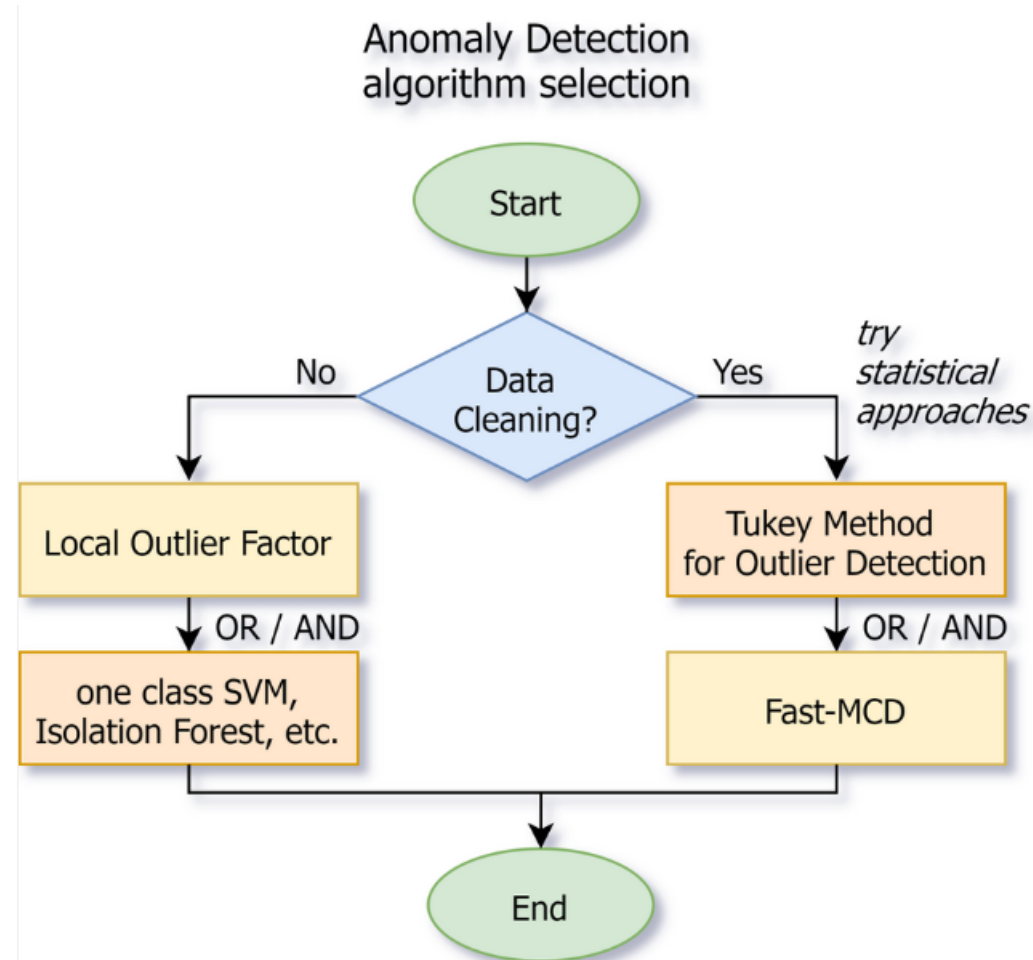 Anomaly Detection
algorithm selection
Start
No
Data
Cleaning?
Yes
try
statistical
approaches
Local Outlier Factor
OR / AND
one class SVM,
Isolation Forest, etc.
Tukey Method
for Outlier Detection
OR / AND
Fast-MCD
End